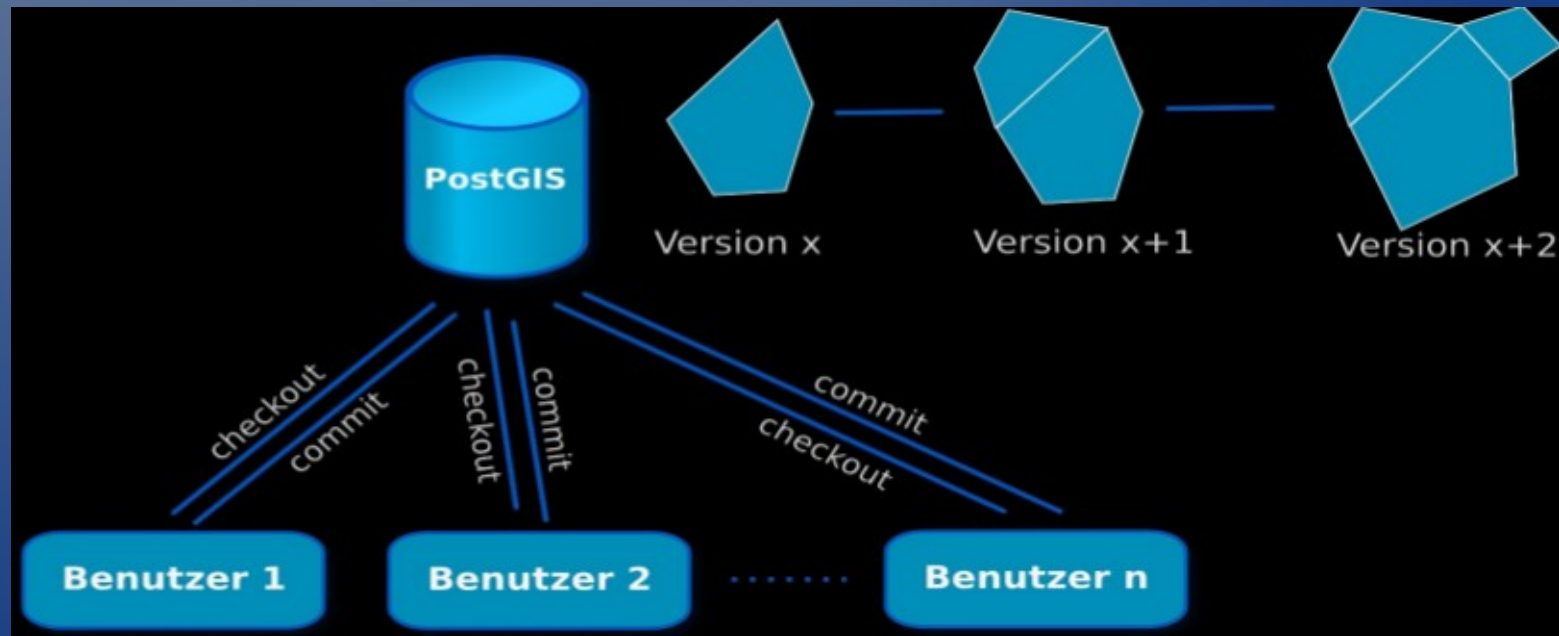 PostGIS
Version x
Version x+1
Version x+2
checkout
commit
checkout
commit
commit
checkout
Benutzer 1
Benutzer 2
Benutzer n